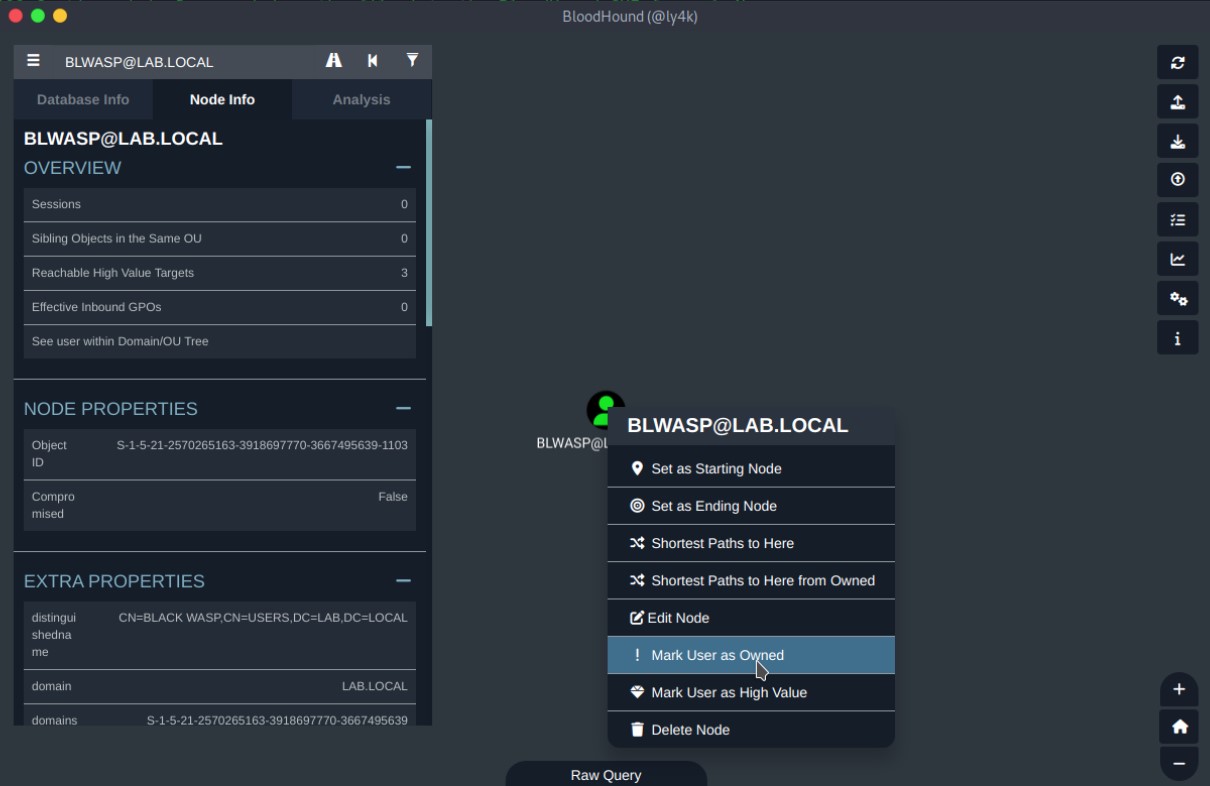 BloodHound (@ly4k)
BLWASP@LAB.LOCAL
Database Info
Node Info
Analysis
BLWASP@LAB.LOCAL
OVERVIEW
Sessions 0
Sibling Objects in the Same OU 0
Reachable High Value Targets 3
Effective Inbound GPOs 0
See user within Domain/OU Tree
NODE PROPERTIES
Object S-1-5-21-2570265163-3918697770-3667495639-1103
ID
Compro False
mised
EXTRA PROPERTIES
distingui CN=BLACK WASP,CN=USERS,DC=LAB,DC=LOCAL
shedna
me
domain LAB.LOCAL
domains S-1-5-21-2570265163-3918697770-3667495639
BLWASP@L
BLWASP@LAB.LOCAL
Set as Starting Node
Set as Ending Node
Shortest Paths to Here
Shortest Paths to Here from Owned
Edit Node
! Mark User as Owned
Mark User as High Value
Delete Node
Raw Query